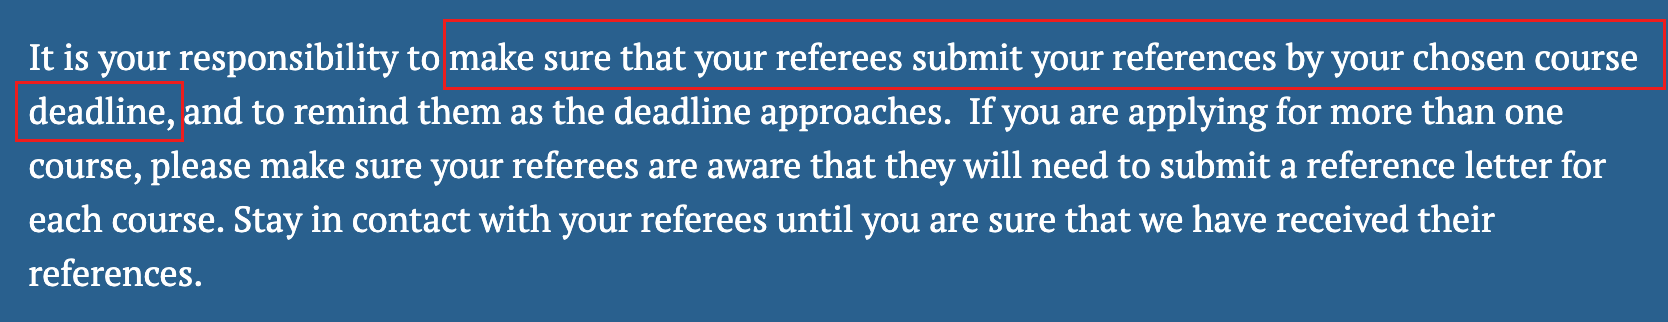 It is your responsibility to make sure that your referees submit your references by your chosen course
deadline, and to remind them as the deadline approaches.  If you are applying for more than one
course, please make sure your referees are aware that they will need to submit a reference letter for
each course. Stay in contact with your referees until you are sure that we have received their
references.